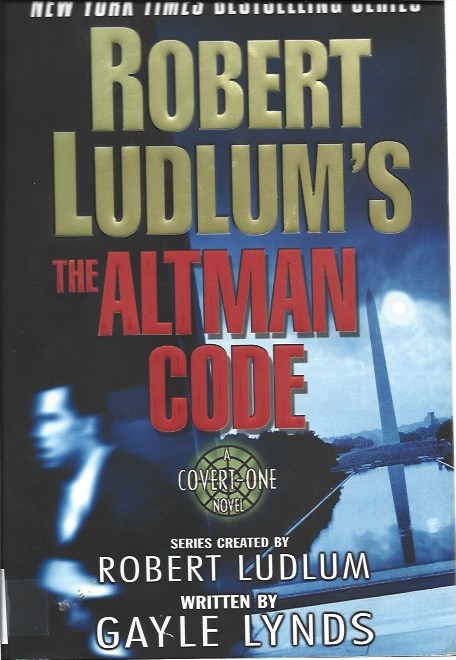 NEW YORK TIMES BESTSELLING SERIES
ROBERT
LUDLUM'S
THE ALTMAN
CODE
A
COVERT-ONE
NOVEL
SERIES CREATED BY
ROBERT LUDLUM
WRITTEN BY
GAYLE LYNDS